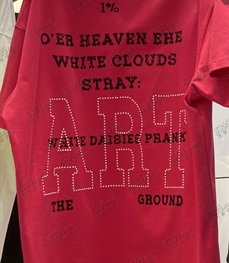 1%
O'ER HEAVEN EHE
WHITE CLOUDS
STRAY:
ART
WHITE DAISIES PRANK
THE GROUND